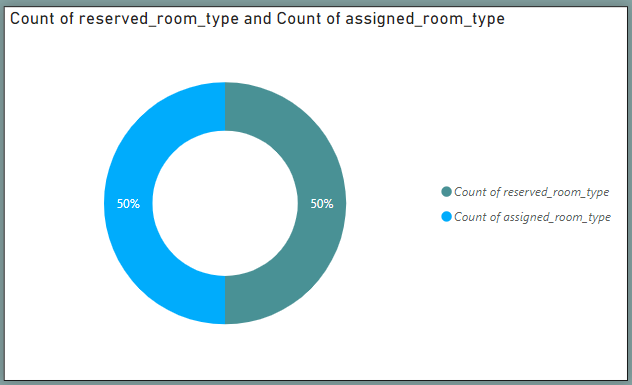 Count of reserved_room_type and Count of assigned_room_type
50%
50%
Count of reserved_room_type
Count of assigned_room_type